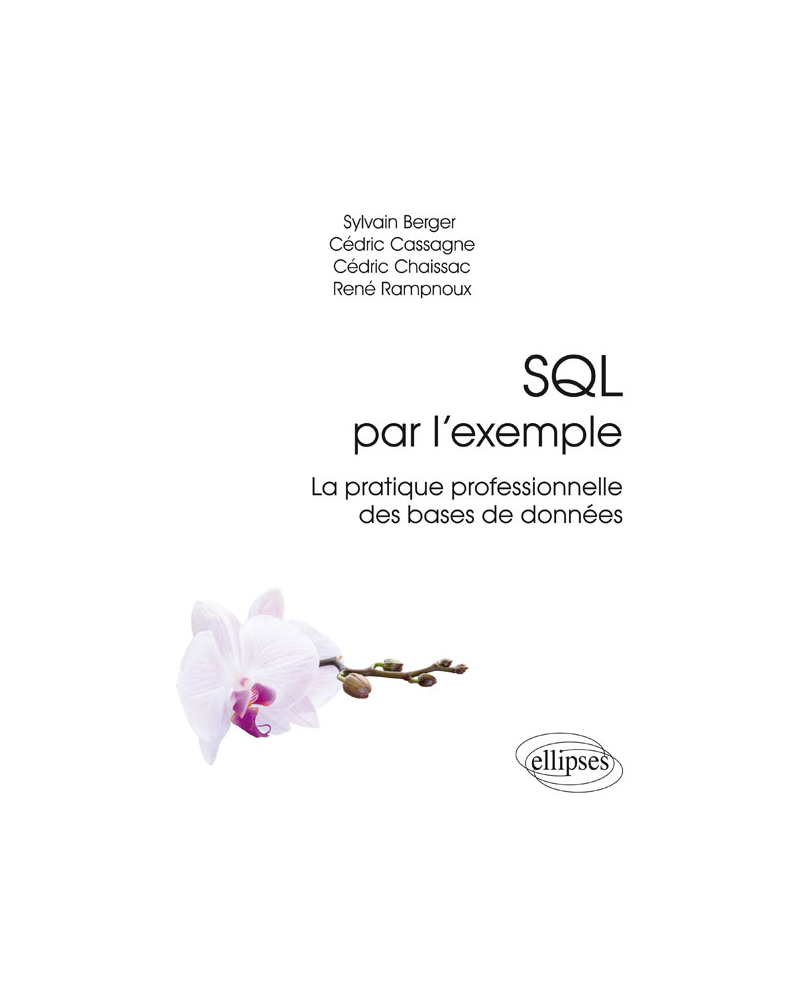 Sylvain Berger
Cédric Cassagne
Cédric Chaissac
René Rampnoux
SQL
par l'exemple
La pratique professionnelle
des bases de données
ellipses